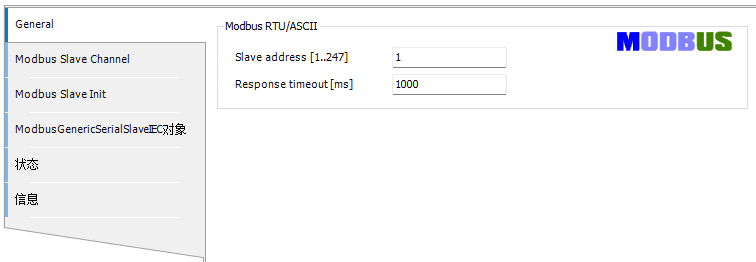 General
Modbus Slave Channel
Modbus Slave Init
ModbusGenericSerialSlaveIEC对象
状态
信息
Modbus RTU/ASCII
MODBUS
Slave address [1..247] 1
Response timeout [ms] 1000